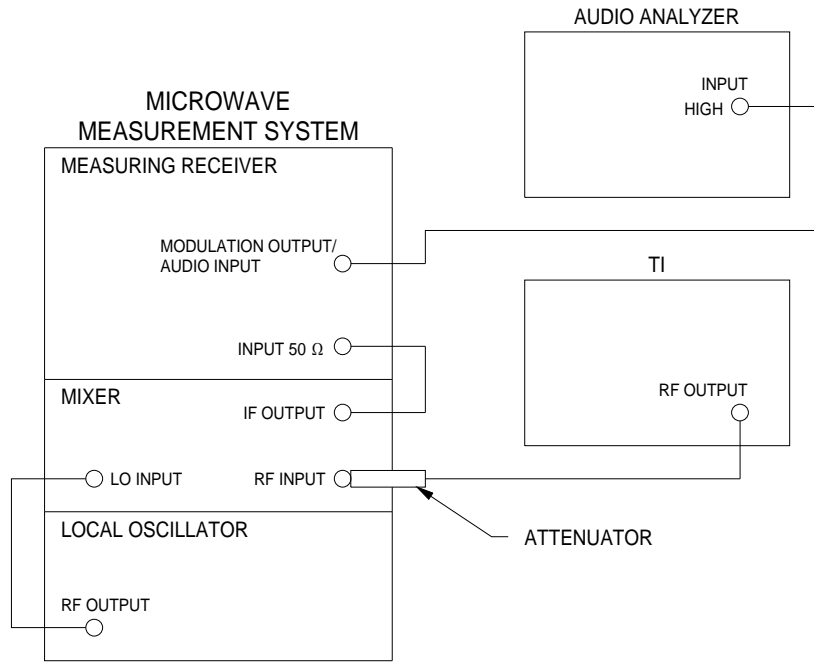 AUDIO ANALYZER
INPUT
HIGH
MICROWAVE
MEASUREMENT SYSTEM
MEASURING RECEIVER
MODULATION OUTPUT/
AUDIO INPUT
TI
INPUT 50 Ω
RF OUTPUT
MIXER
IF OUTPUT
LO INPUT
RF INPUT
ATTENUATOR
LOCAL OSCILLATOR
RF OUTPUT